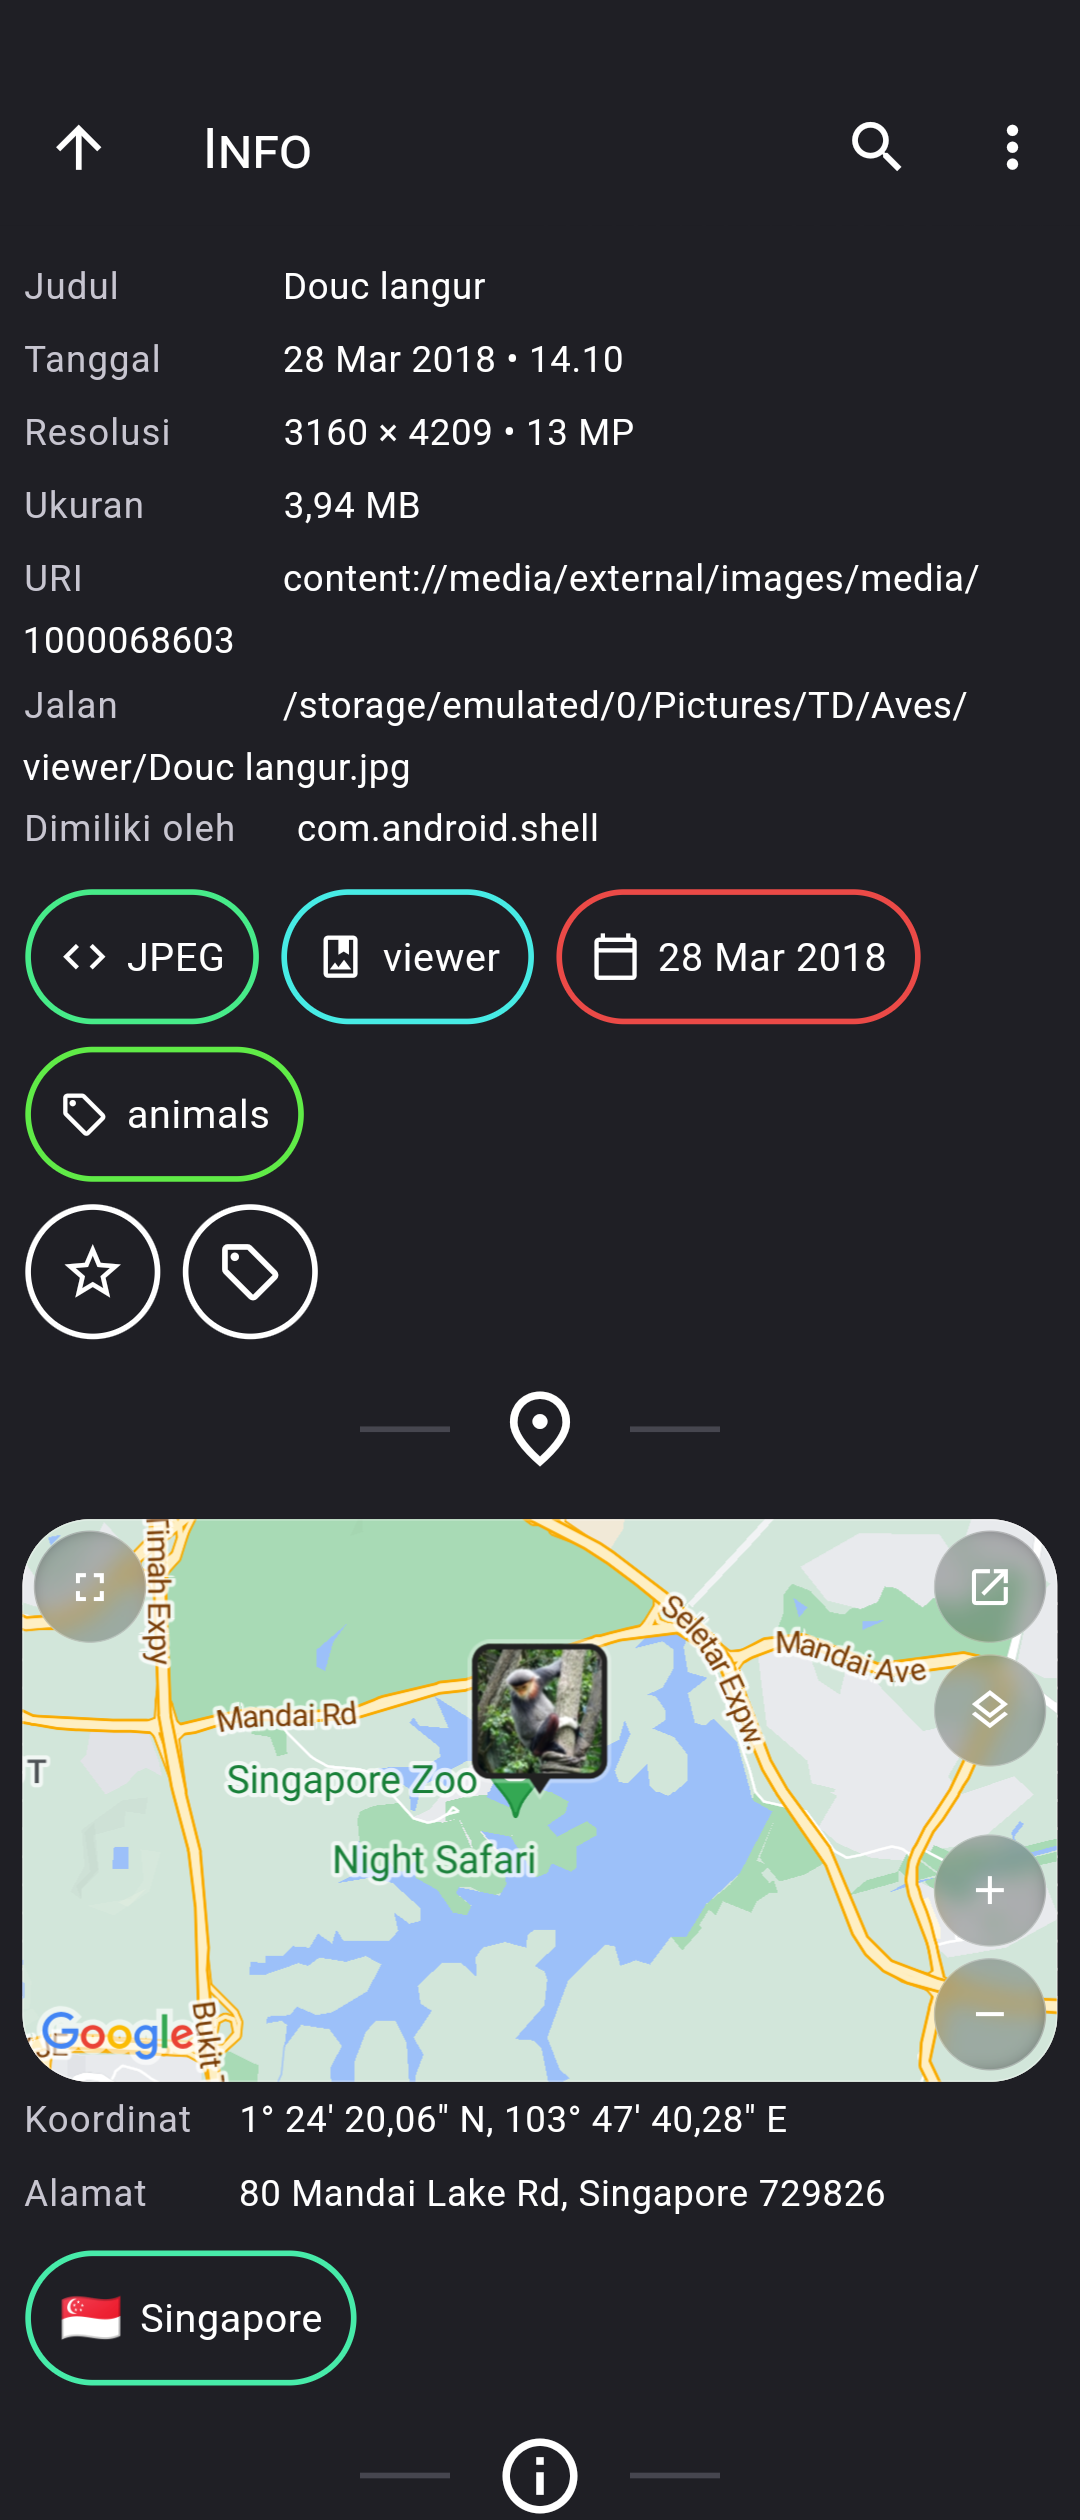 INFO
Judul Douc langur
Tanggal 28 Mar 2018 • 14.10
Resolusi 3160 × 4209 • 13 MP
Ukuran 3,94 MB
URI content://media/external/images/media/
1000068603
Jalan /storage/emulated/0/Pictures/TD/Aves/
viewer/Douc langur.jpg
Dimiliki oleh com.android.shell
JPEG viewer 28 Mar 2018
animals
Timah Expy
Seletar Expw.
Mandai Ave
Mandai Rd
T
Singapore Zoo
Night Safari
Google
Bukit
Koordinat 1° 24' 20,06" N, 103° 47' 40,28" E
Alamat 80 Mandai Lake Rd, Singapore 729826
Singapore